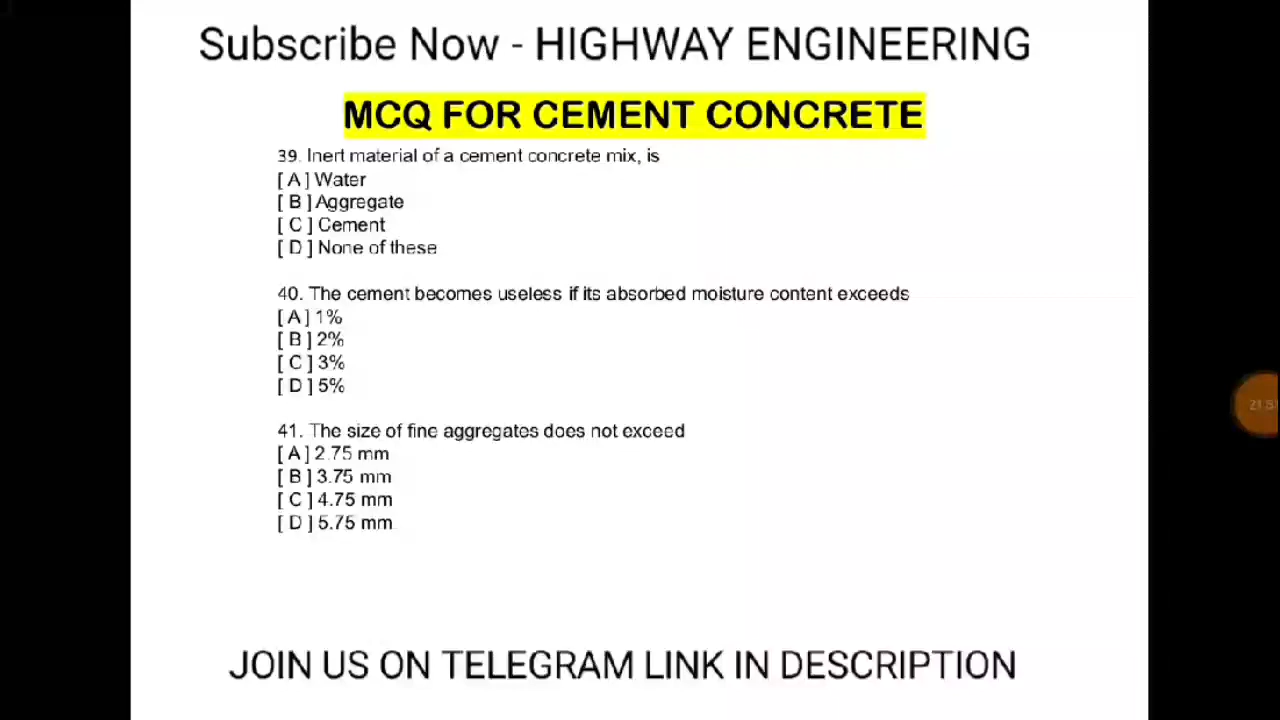 Subscribe Now - HIGHWAY ENGINEERING
MCQ FOR CEMENT CONCRETE
39. Inert material of a cement concrete mix, is
[ A ] Water
[ B ] Aggregate
[ C ] Cement
[ D ] None of these
40. The cement becomes useless if its absorbed moisture content exceeds
[ A ] 1%
[ B ] 2%
[ C ] 3%
[ D ] 5%
41. The size of fine aggregates does not exceed
[ A ] 2.75 mm
[ B ] 3.75 mm
[ C ] 4.75 mm
[ D ] 5.75 mm
JOIN US ON TELEGRAM LINK IN DESCRIPTION